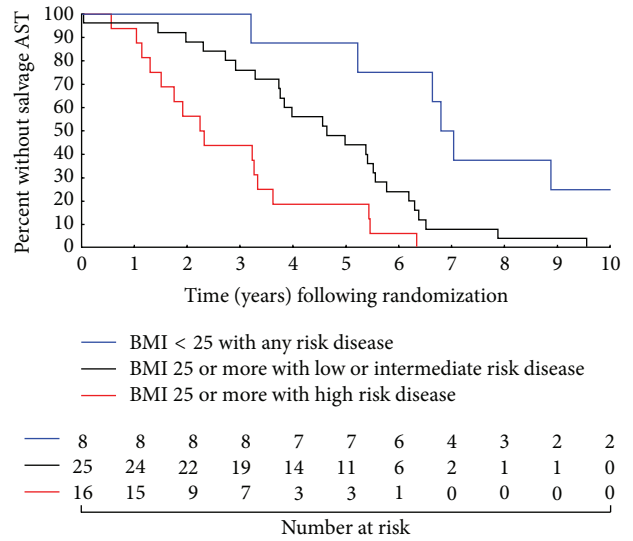 Percent without salvage AST
100
90
80
70
60
50
40
30
20
10
0
0 1 2 3 4 5 6 7 8 9 10
Time (years) following randomization
BMI < 25 with any risk disease
BMI 25 or more with low or intermediate risk disease
BMI 25 or more with high risk disease
8 8 8 8 7 7 6 4 3 2 2
25 24 22 19 14 11 6 2 1 1 0
16 15 9 7 3 3 1 0 0 0 0
Number at risk